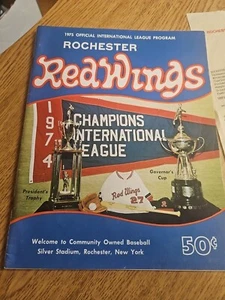 1975 OFFICIAL INTERNATIONAL LEAGUE PROGRAM
ROCHESTER
Red Wings
1974
CHAMPIONS
INTERNATIONAL
LEAGUE
President's
Trophy
Governor's
Cup
Red Wings
27
Welcome to Community Owned Baseball
Silver Stadium, Rochester, New York
50¢